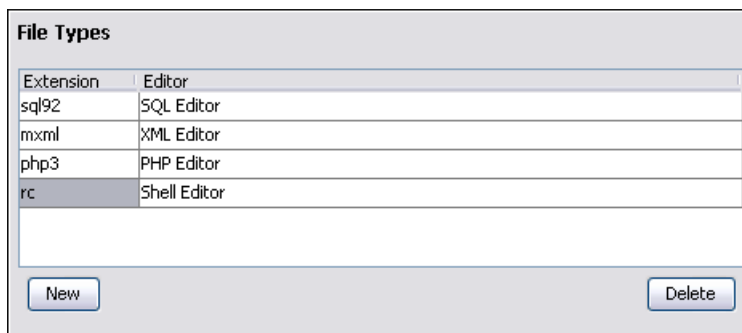 File Types
Extension Editor
sql92 SQL Editor
mxml XML Editor
php3 PHP Editor
rc Shell Editor
New Delete